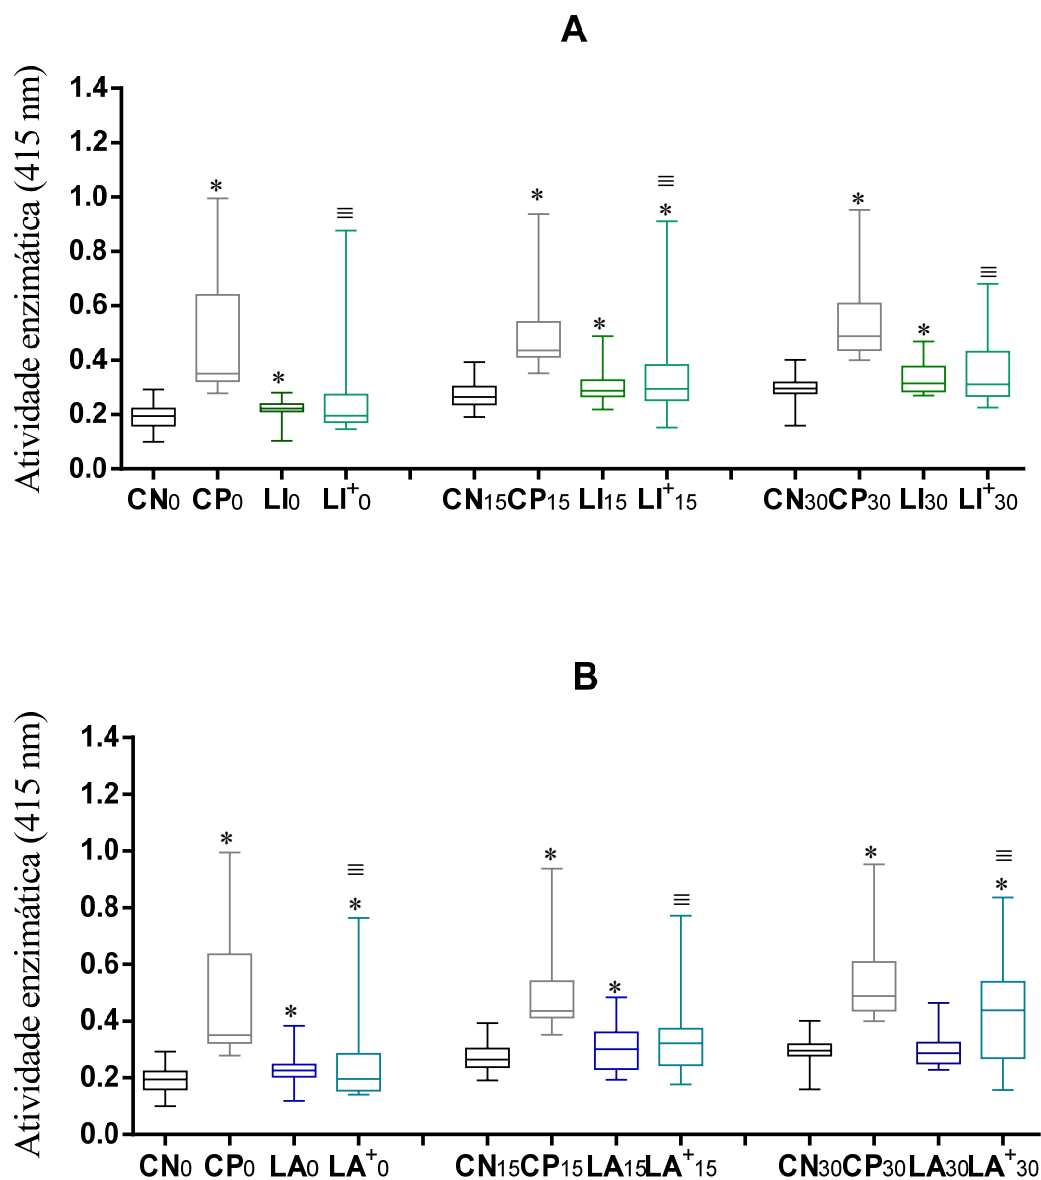 A
Atividade enzimática (415 nm)
1.4
1.2
1.0
0.8
0.6
0.4
0.2
0.0
* * ≡ * * * ≡ * * * ≡
CN0 CP0 LI0 LI+0 CN15 CP15 LI15 LI+15 CN30 CP30 LI30 LI+30
B
Atividade enzimática (415 nm)
1.4
1.2
1.0
0.8
0.6
0.4
0.2
0.0
* * ≡ * * * ≡ * ≡ *
CN0 CP0 LA0 LA+0 CN15 CP15 LA15 LA+15 CN30 CP30 LA30 LA+30